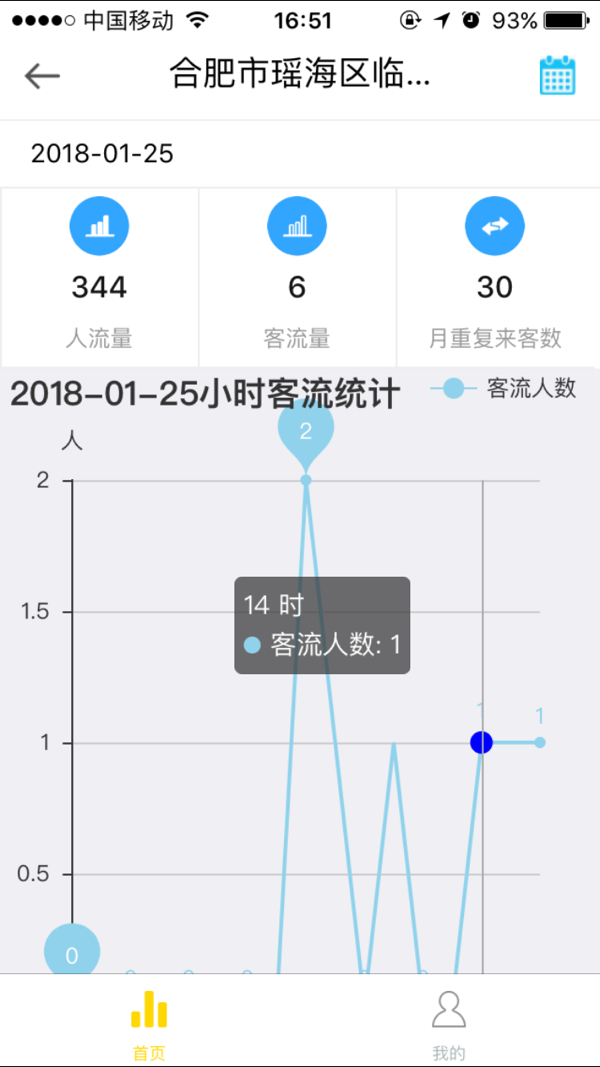 中国移动
16:51
93%
合肥市瑶海区临...
2018-01-25
344
6
30
人流量
客流量
月重复来客数
2018-01-25小时客流统计
客流人数
2
人
2
14 时
1.5
客流人数: 1
1
1
1
0.5
0
首页
我的